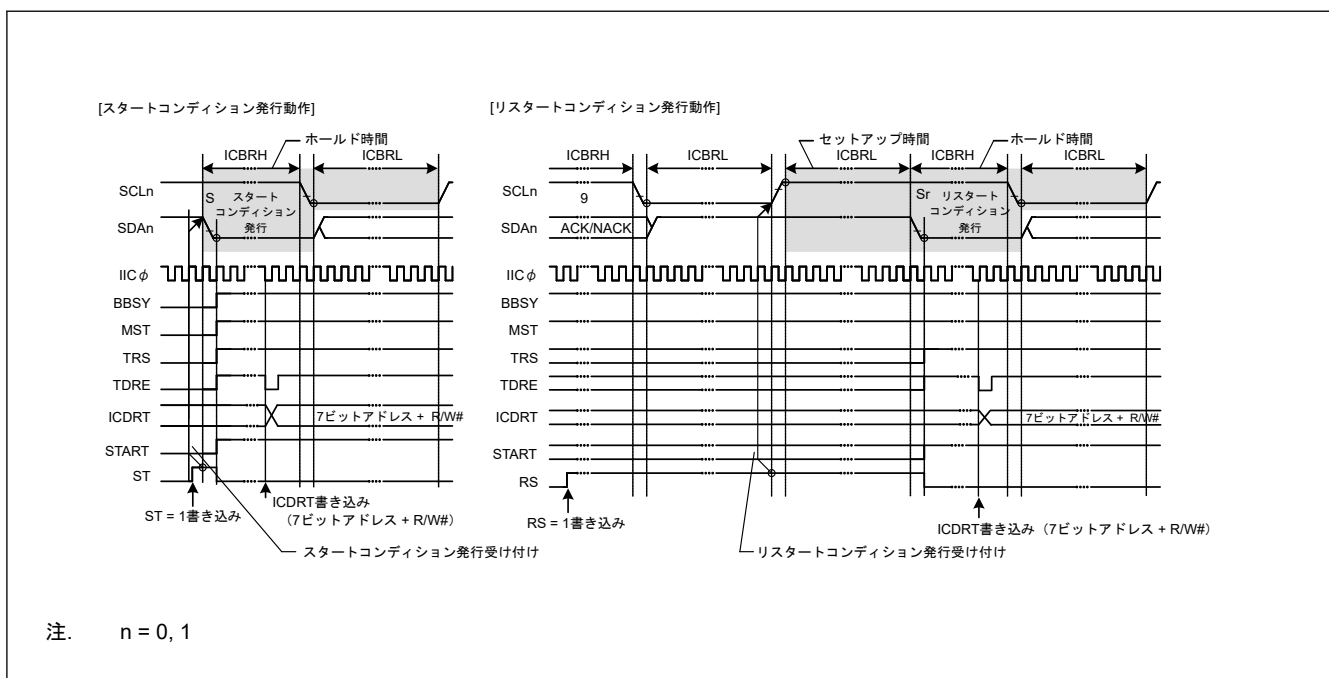 [スタートコンディション発行動作]
ホールド時間
ICBRH
ICBRL
SCLn
S
スタート
コンディション
発行
SDAn
IICφ
BBSY
MST
TRS
TDRE
ICDRT
7ビットアドレス + R/W#
START
ST
ST = 1書き込み
ICDRT書き込み
（7ビットアドレス + R/W#）
スタートコンディション発行受け付け
[リスタートコンディション発行動作]
セットアップ時間
ホールド時間
ICBRH
ICBRL
ICBRL
ICBRH
ICBRL
SCLn
9
Sr
リスタート
コンディション
発行
SDAn
ACK/NACK
IICφ
BBSY
MST
TRS
TDRE
ICDRT
7ビットアドレス + R/W#
START
RS
RS = 1書き込み
ICDRT書き込み（7ビットアドレス + R/W#）
リスタートコンディション発行受け付け
注. n = 0, 1